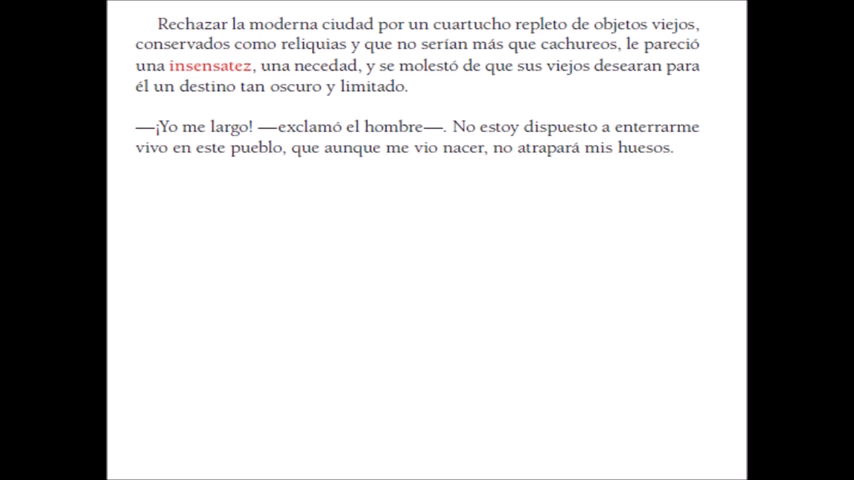 Rechazar la moderna ciudad por un cuartucho repleto de objetos viejos,
conservados como reliquias y que no serían más que cachureos, le pareció
una insensatez, una necedad, y se molestó de que sus viejos desearan para
él un destino tan oscuro y limitado.
—¡Yo me largo! —exclamó el hombre—. No estoy dispuesto a enterrarme
vivo en este pueblo, que aunque me vio nacer, no atrapará mis huesos.